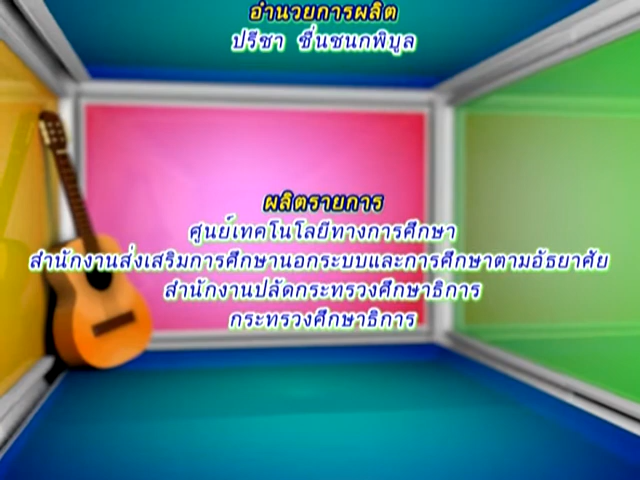 อำนวยการผลิต
ปรีชา ชื่นชนกพิบูล
ผลิตรายการ
ศูนย์เทคโนโลยีทางการศึกษา
สำนักงานส่งเสริมการศึกษานอกระบบและการศึกษาตามอัธยาศัย
สำนักงานปลัดกระทรวงศึกษาธิการ
กระทรวงศึกษาธิการ